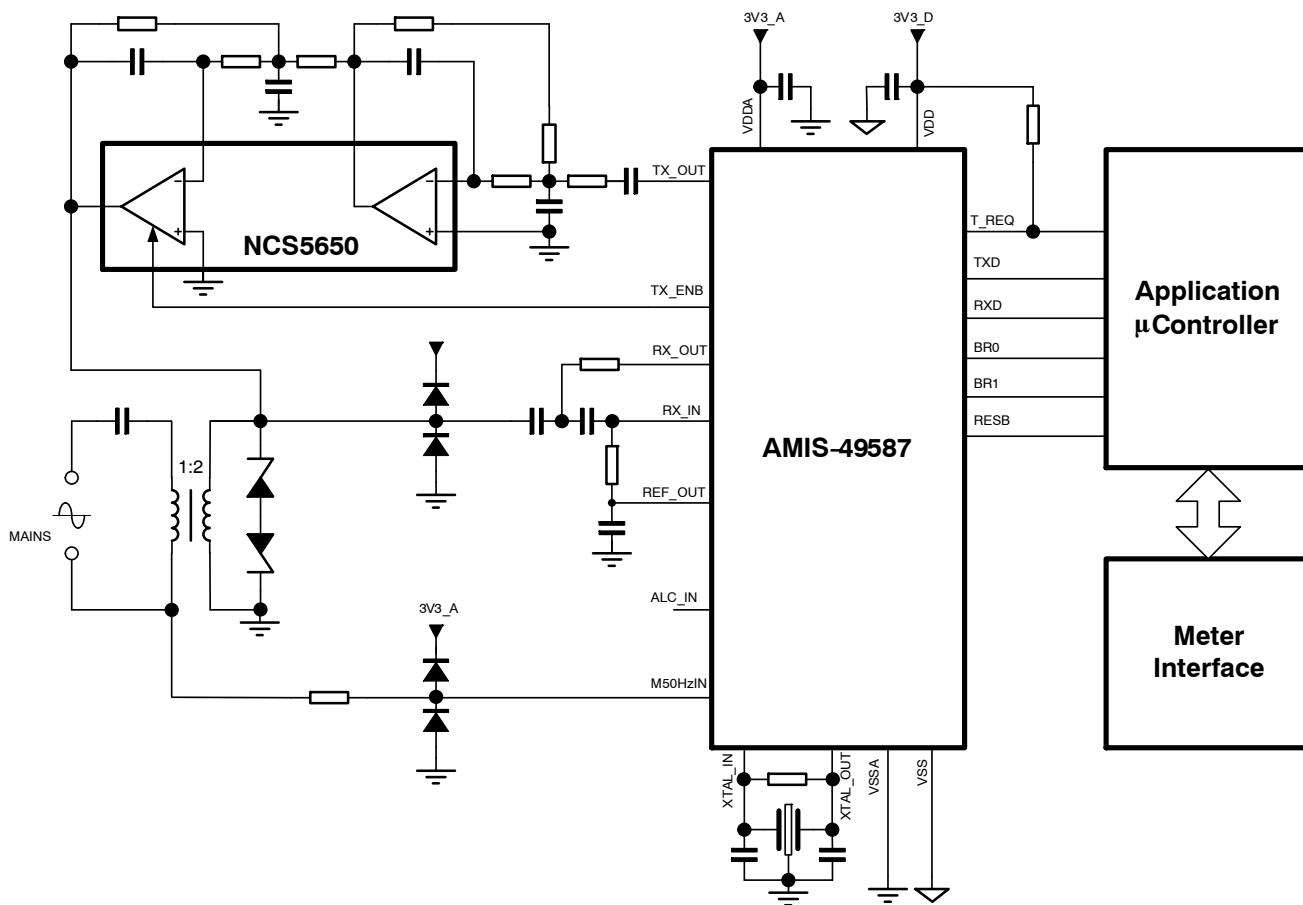 3V3_A
3V3_D
VDDA
VDD
TX_OUT
T_REQ
NCS5650
TXD
TX_ENB
RXD
Application
µController
RX_OUT
BR0
BR1
RX_IN
RESB
AMIS-49587
1:2
REF_OUT
MAINS
ALC_IN
3V3_A
Meter
Interface
M50HzIN
XTAL_IN
XTAL_OUT
VSSA
VSS